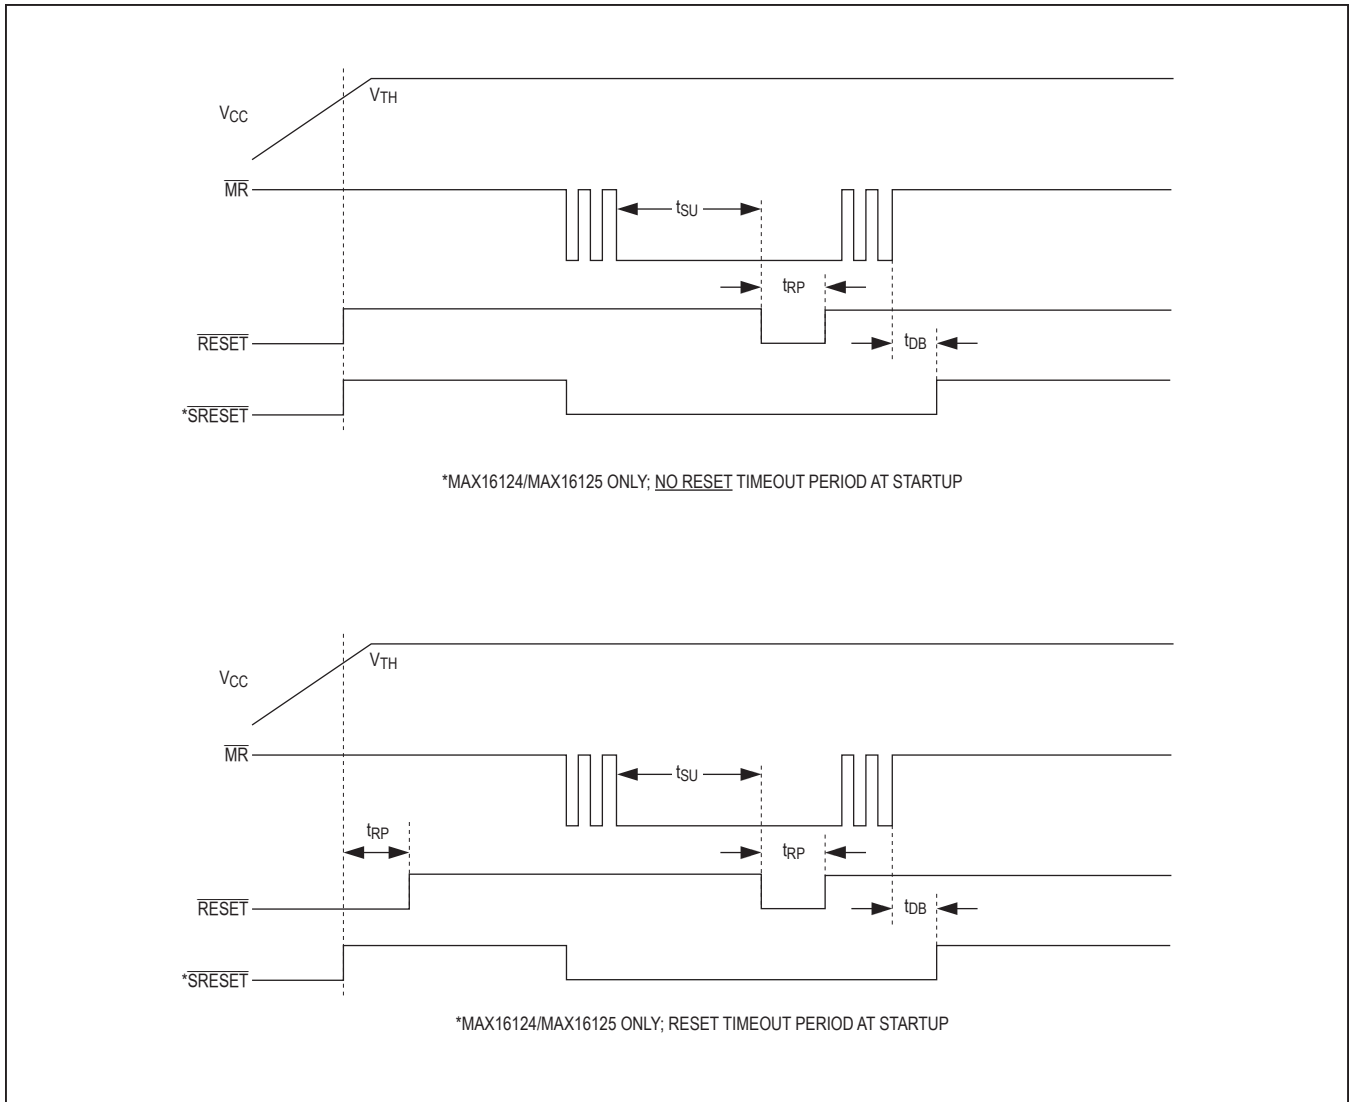 VTH
VCC
MR
tSU
tRP
RESET
tDB
*SRESET
*MAX16124/MAX16125 ONLY; NO RESET TIMEOUT PERIOD AT STARTUP
VTH
VCC
MR
tSU
tRP
tRP
RESET
tDB
*SRESET
*MAX16124/MAX16125 ONLY; RESET TIMEOUT PERIOD AT STARTUP